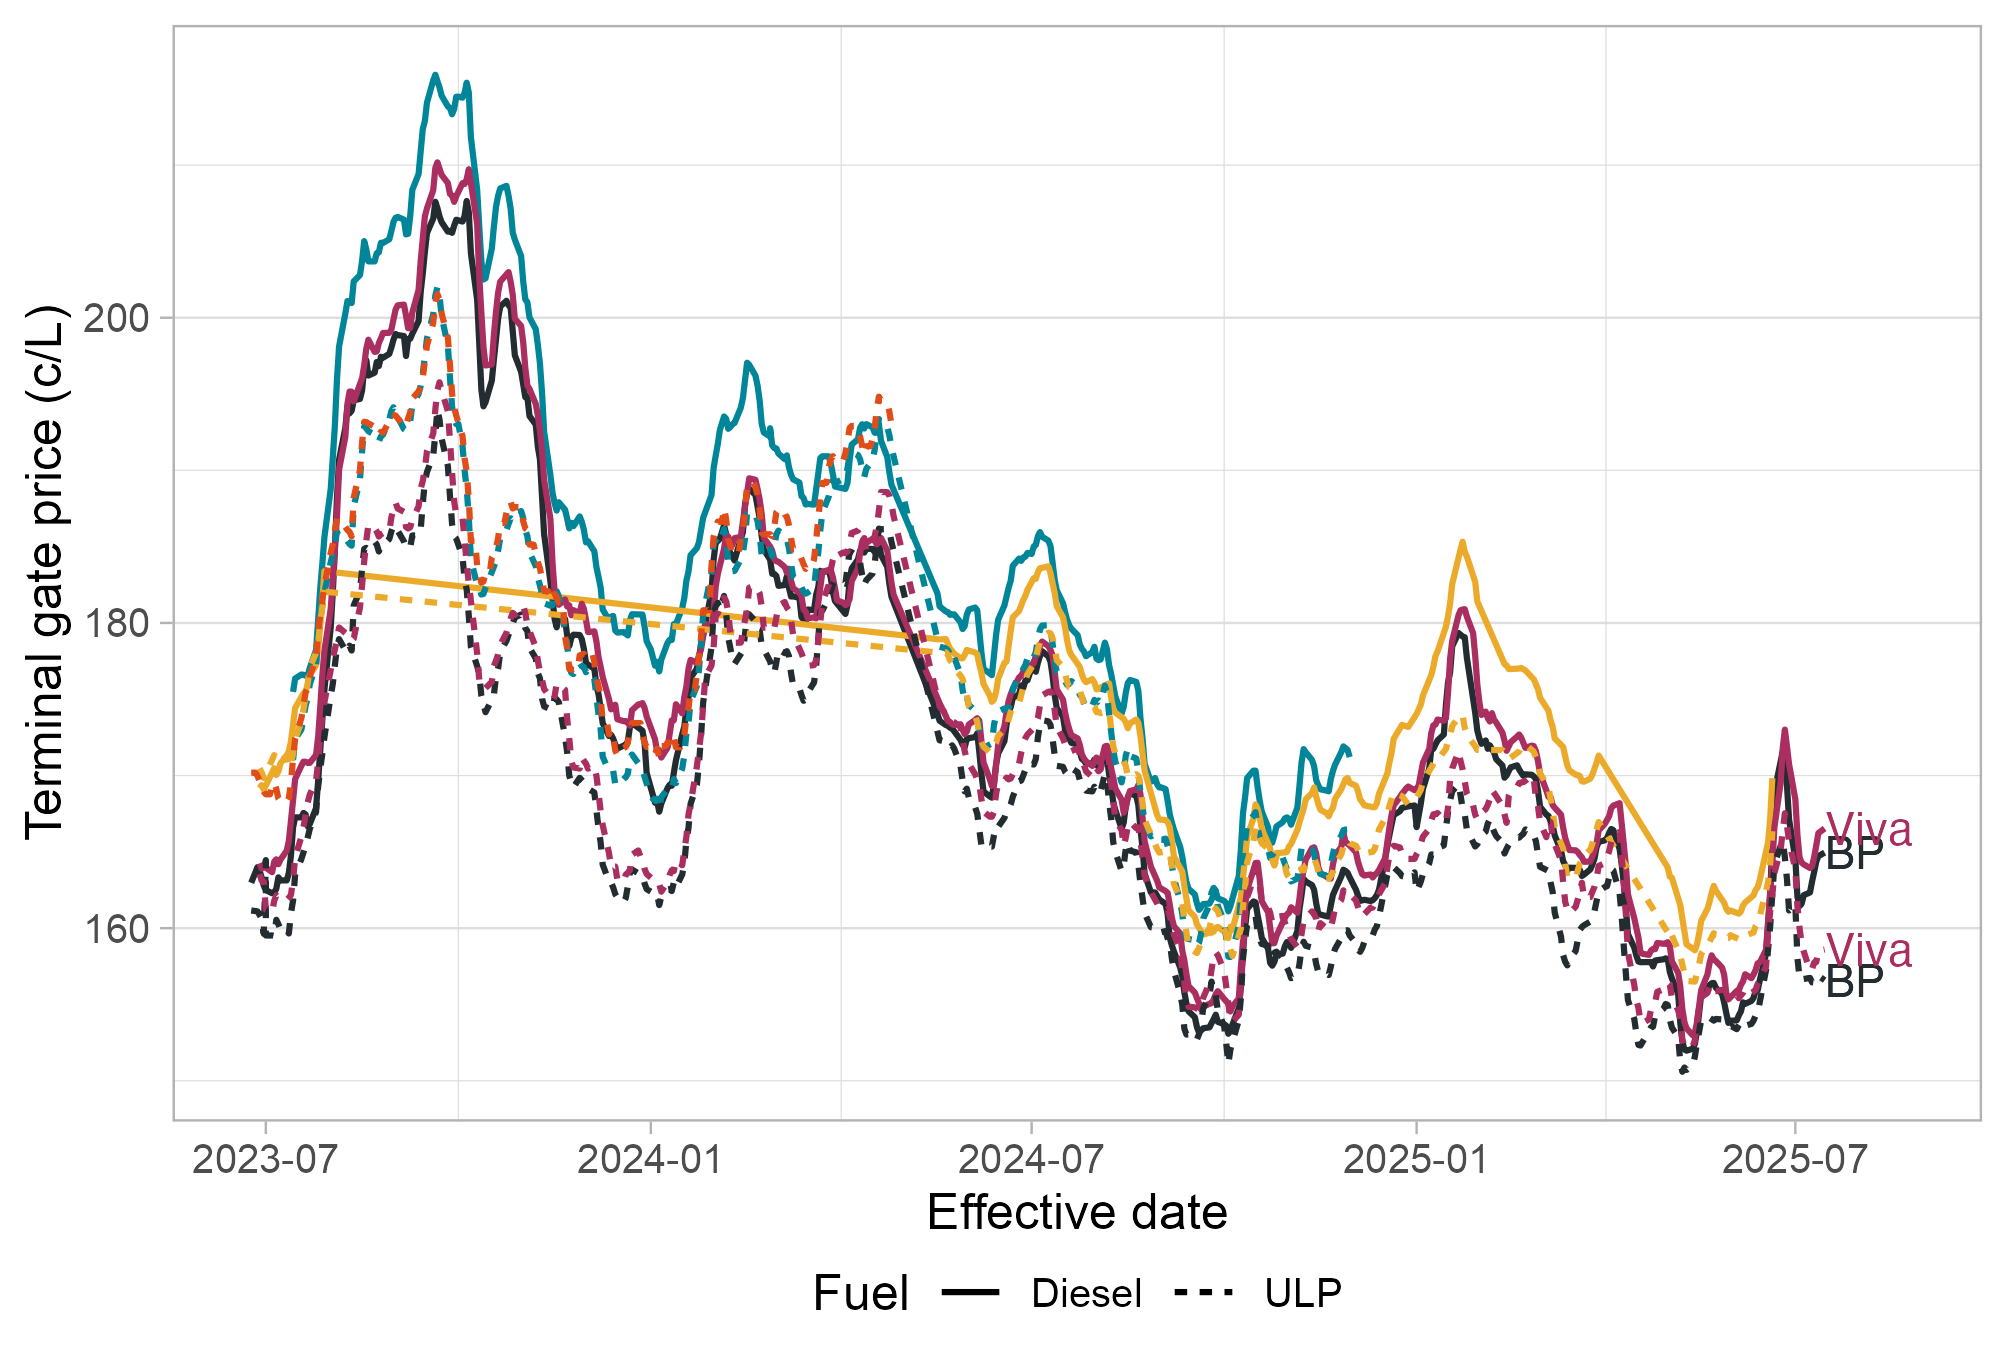 Terminal gate price (c/L)
200
180
160
Viva
BP
Viva
BP
2023-07
2024-01
2024-07
2025-01
2025-07
Effective date
Fuel
Diesel
ULP